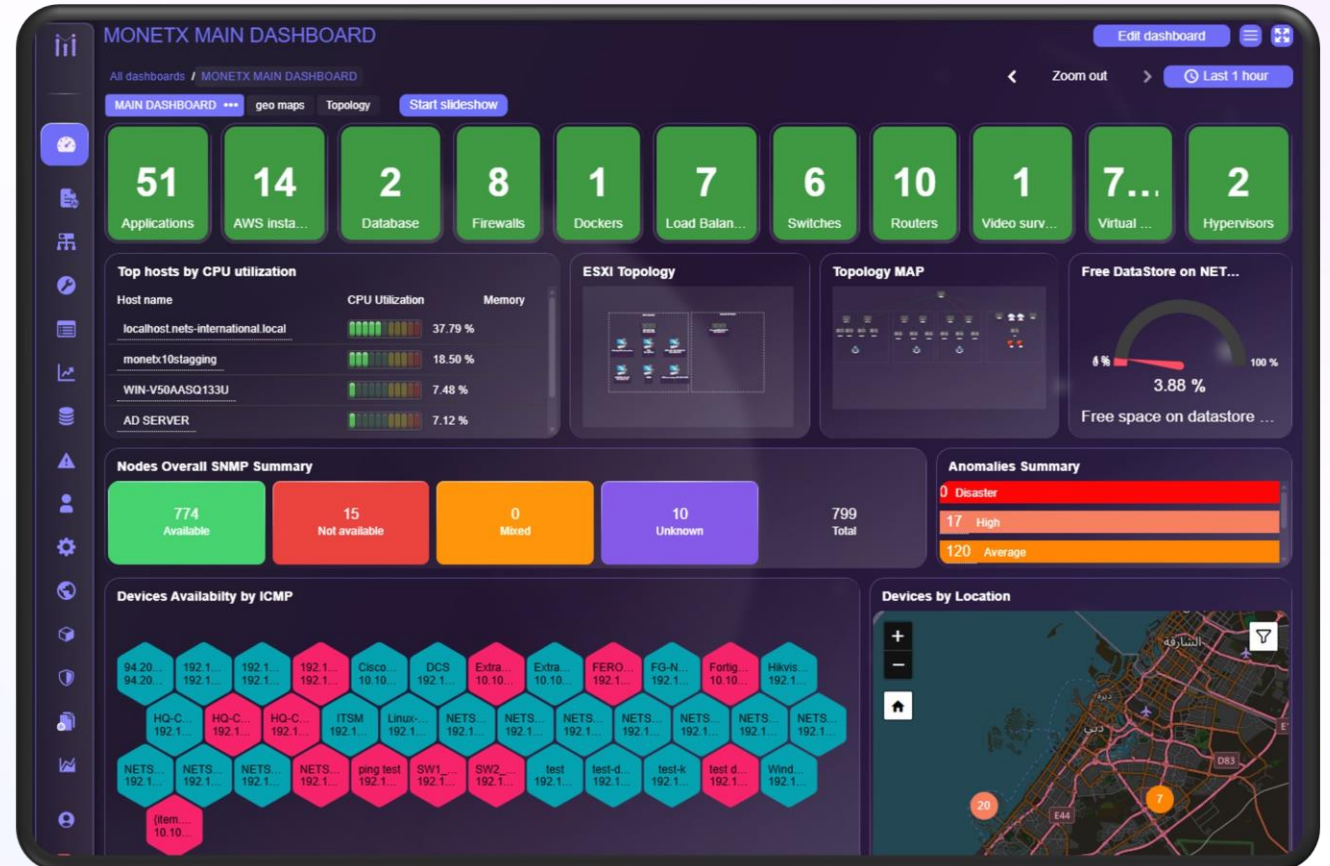 MONETX MAIN DASHBOARD
Edit dashboard
All dashboards / MONETX MAIN DASHBOARD
Zoom out
Last 1 hour
MAIN DASHBOARD ••• geo maps Topology Start slideshow
51
Applications
14
AWS insta...
2
Database
8
Firewalls
1
Dockers
7
Load Balan...
6
Switches
10
Routers
1
Video surv...
7...
Virtual ...
2
Hypervisors
Top hosts by CPU utilization
Host name CPU Utilization Memory
localhost.nets-international.local 37.79 %
monetx10stagging 18.50 %
WIN-V50AASQ133U 7.48 %
AD SERVER 7.12 %
ESXI Topology
Topology MAP
Free DataStore on NET...
100 %
3.88 %
Free space on datastore ...
Nodes Overall SNMP Summary
774
Available
15
Not available
0
Mixed
10
Unknown
799
Total
Anomalies Summary
0 Disaster
17 High
120 Average
Devices Availabilty by ICMP
94.20... 192.1... 192.1... 192.1... Cisco... DCS Extra... Extra... FERO... FG-N... Fortig... Hikvis...
94.20... 192.1... 192.1... 192.1... 10.10... 192.1... 10.10... 10.10... 192.1... 192.1... 10.10... 192.1...
HQ-C... HQ-C... HQ-C... ITSM Linux-... NETS... NETS... NETS... NETS... NETS... NETS... NETS...
192.1... 192.1... 192.1... 192.1... 192.1... 192.1... 192.1... 192.1... 192.1... 192.1... 192.1... 192.1...
NETS... NETS... NETS... NETS... ping test SW1_... SW2_... test test-d... test-k test d... Wind...
192.1... 192.1... 192.1... 192.1... 192.1... 192.1... 192.1... 192.1... 192.1... 192.1... 192.1... 192.1...
(item....
10.10...
Devices by Location
+
−
الشارقة
ديرة
دبي
D83
E44
20
7